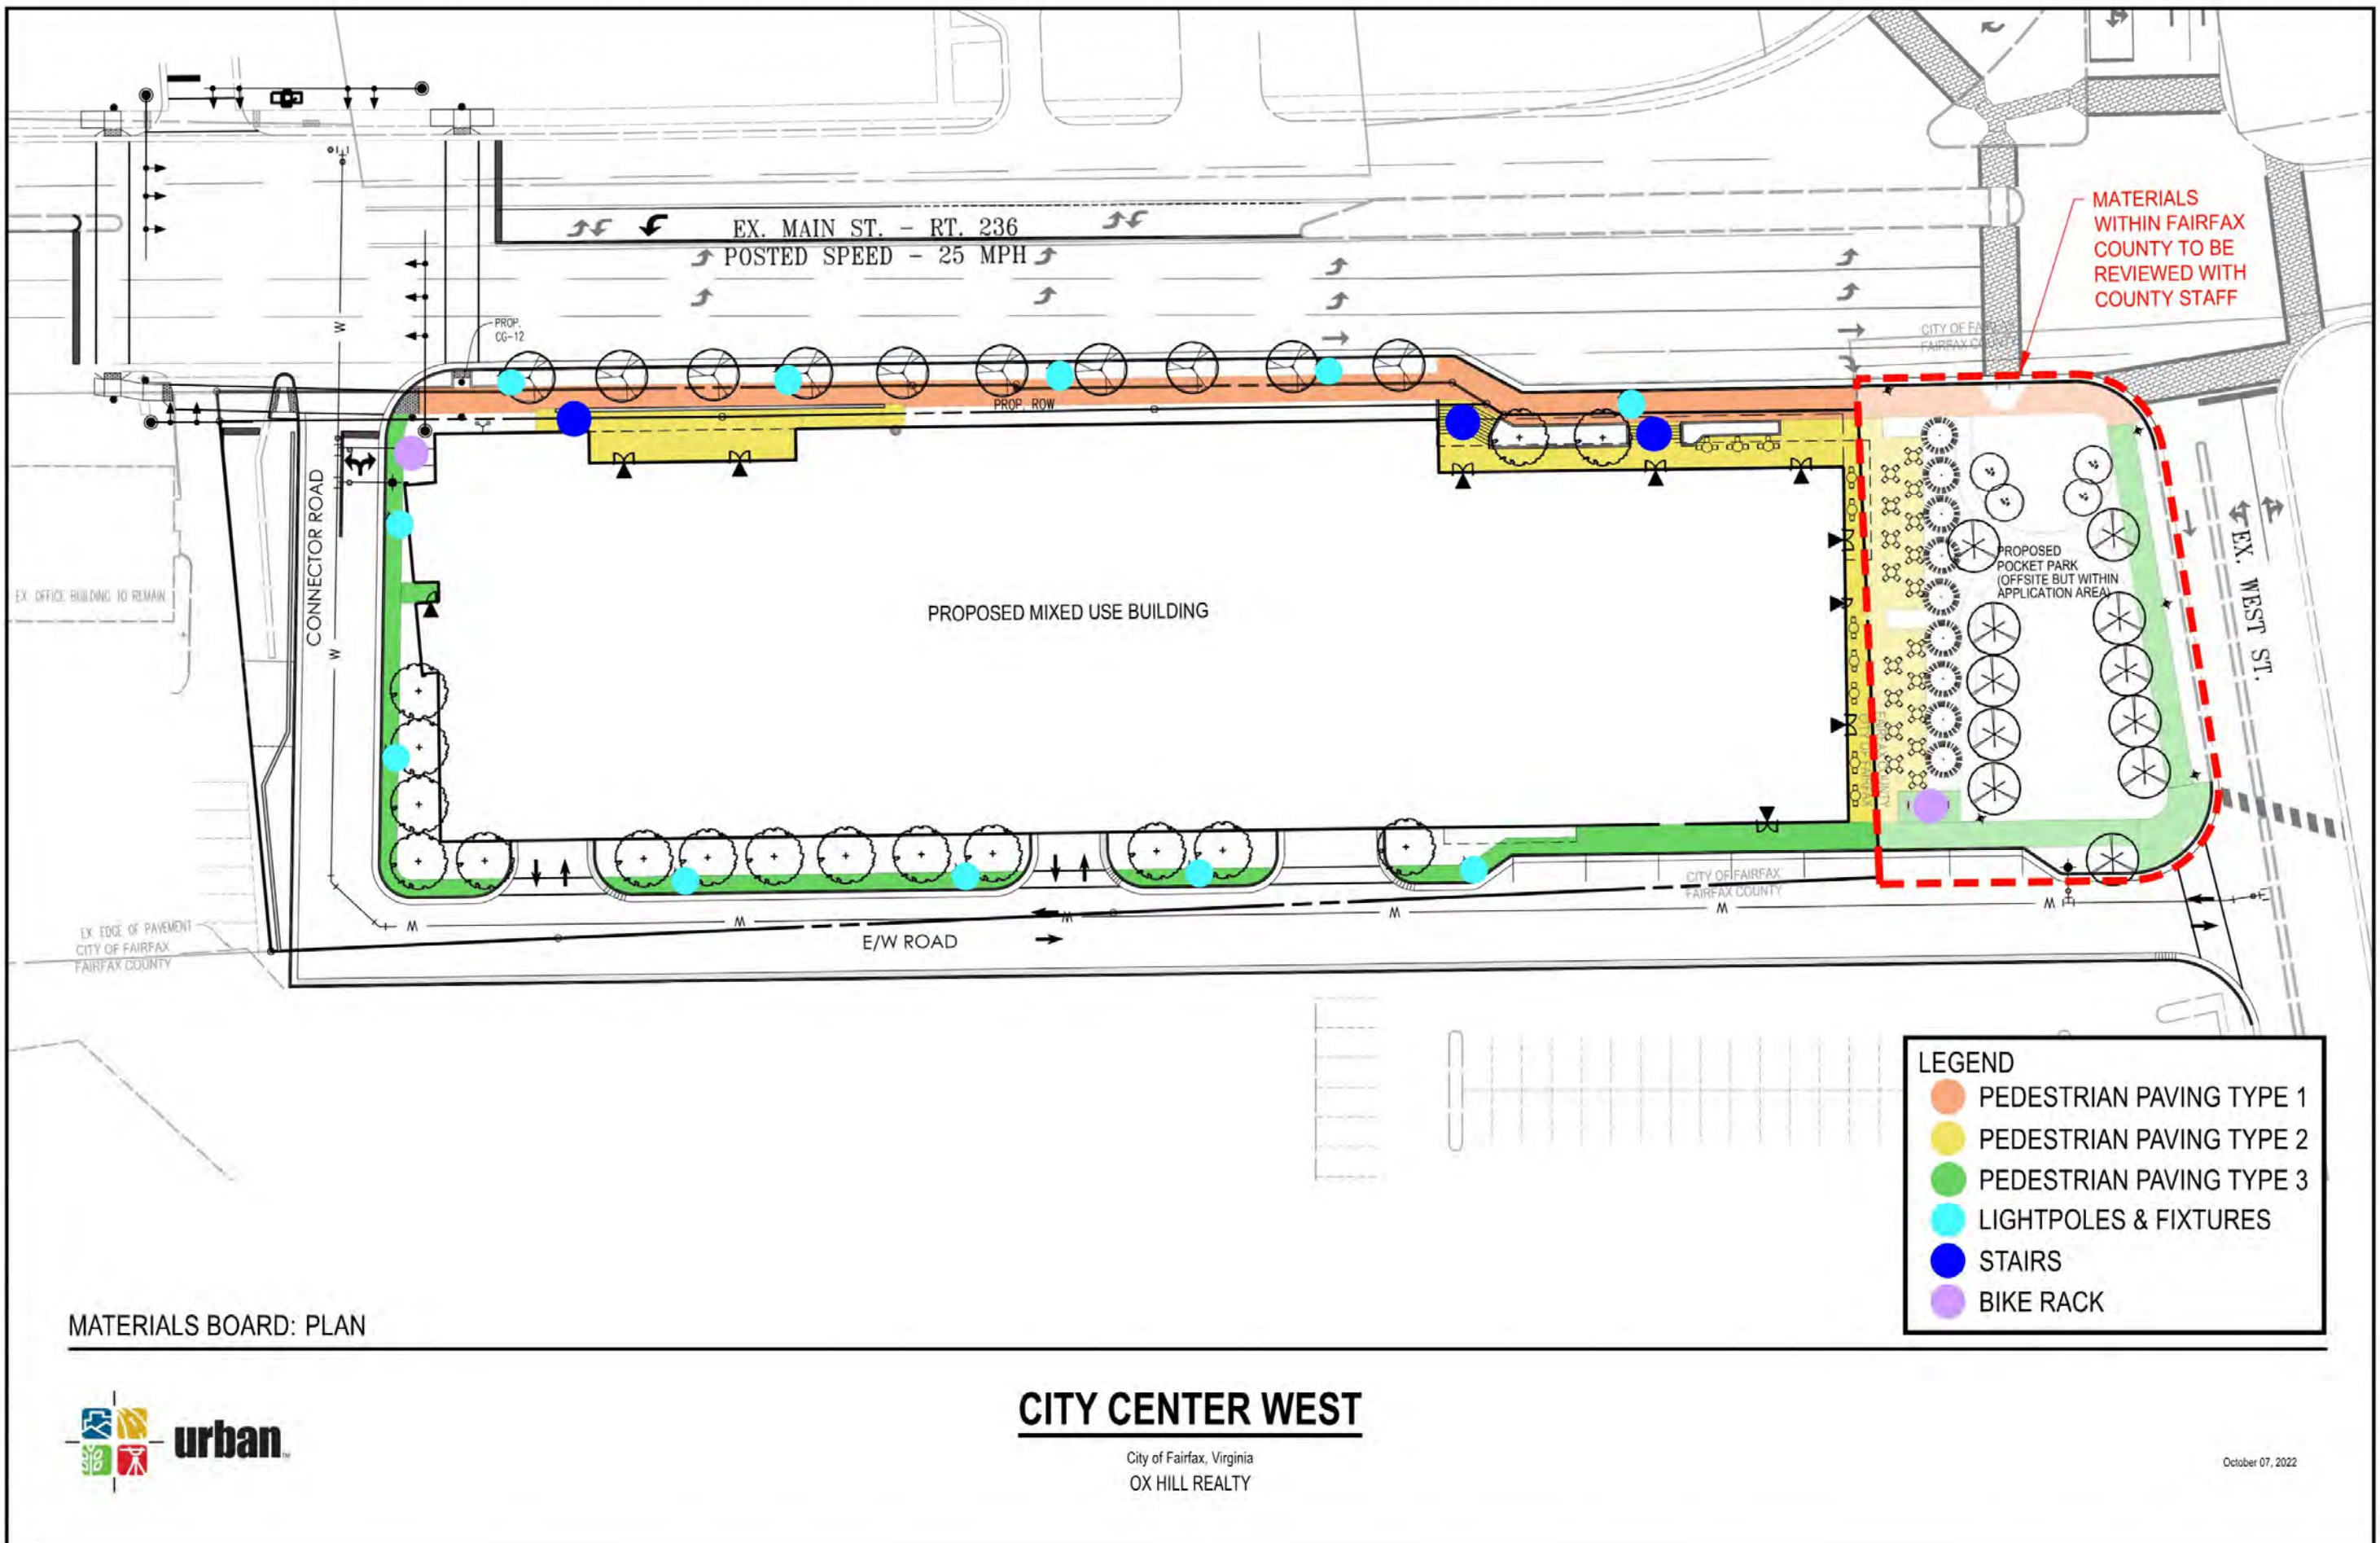 EX. MAIN ST. - RT. 236
POSTED SPEED - 25 MPH
MATERIALS
WITHIN FAIRFAX
COUNTY TO BE
REVIEWED WITH
COUNTY STAFF
PROP.
CG-12
CITY OF FAIRFAX
FAIRFAX COUNTY
PROP. ROW
CONNECTOR ROAD
W
W
EX OFFICE BUILDING TO REMAIN
PROPOSED MIXED USE BUILDING
PROPOSED
POCKET PARK
(OFFSITE BUT WITHIN
APPLICATION AREA)
EX. WEST ST.
FAIRFAX COUNTY
CITY OF FAIRFAX
CITY OF FAIRFAX
FAIRFAX COUNTY
W
W
W
W
W
W
EX EDGE OF PAVEMENT
CITY OF FAIRFAX
FAIRFAX COUNTY
E/W ROAD
LEGEND
PEDESTRIAN PAVING TYPE 1
PEDESTRIAN PAVING TYPE 2
PEDESTRIAN PAVING TYPE 3
LIGHTPOLES & FIXTURES
STAIRS
BIKE RACK
MATERIALS BOARD: PLAN
urban
CITY CENTER WEST
City of Fairfax, Virginia
OX HILL REALTY
October 07, 2022